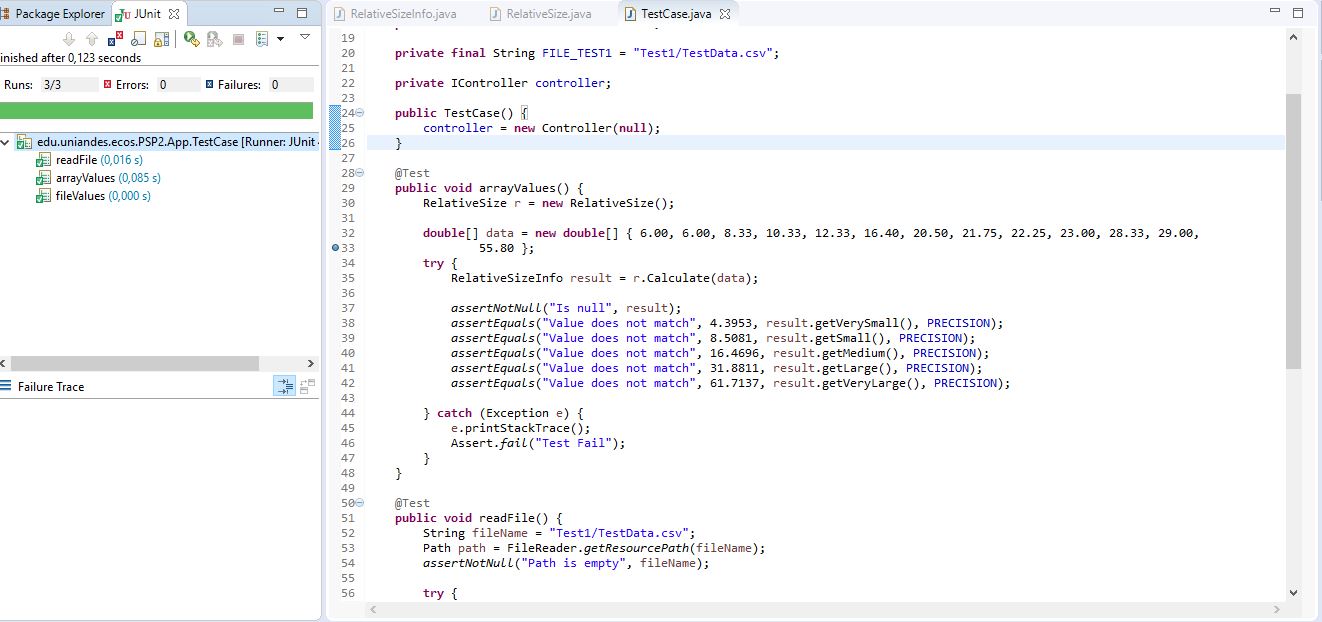 Package Explorer
JUnit
inished after 0,123 seconds
Runs: 3/3 Errors: 0 Failures: 0
edu.uniandes.ecos.PSP2.App.TestCase [Runner: JUnit
readFile (0,016 s)
arrayValues (0,085 s)
fileValues (0,000 s)
Failure Trace
RelativeSizeInfo.java
RelativeSize.java
TestCase.java
19
20 private final String FILE_TEST1 = "Test1/TestData.csv";
21
22 private IController controller;
23
24 public TestCase() {
25 controller = new Controller(null);
26 }
27
28 @Test
29 public void arrayValues() {
30 RelativeSize r = new RelativeSize();
31
32 double[] data = new double[] { 6.00, 6.00, 8.33, 10.33, 12.33, 16.40, 20.50, 21.75, 22.25, 23.00, 28.33, 29.00,
33 55.80 };
34 try {
35 RelativeSizeInfo result = r.Calculate(data);
36
37 assertNotNull("Is null", result);
38 assertEquals("Value does not match", 4.3953, result.getVerySmall(), PRECISION);
39 assertEquals("Value does not match", 8.5081, result.getSmall(), PRECISION);
40 assertEquals("Value does not match", 16.4696, result.getMedium(), PRECISION);
41 assertEquals("Value does not match", 31.8811, result.getLarge(), PRECISION);
42 assertEquals("Value does not match", 61.7137, result.getVeryLarge(), PRECISION);
43
44 } catch (Exception e) {
45 e.printStackTrace();
46 Assert.fail("Test Fail");
47 }
48 }
49
50 @Test
51 public void readFile() {
52 String fileName = "Test1/TestData.csv";
53 Path path = FileReader.getResourcePath(fileName);
54 assertNotNull("Path is empty", fileName);
55
56 try {